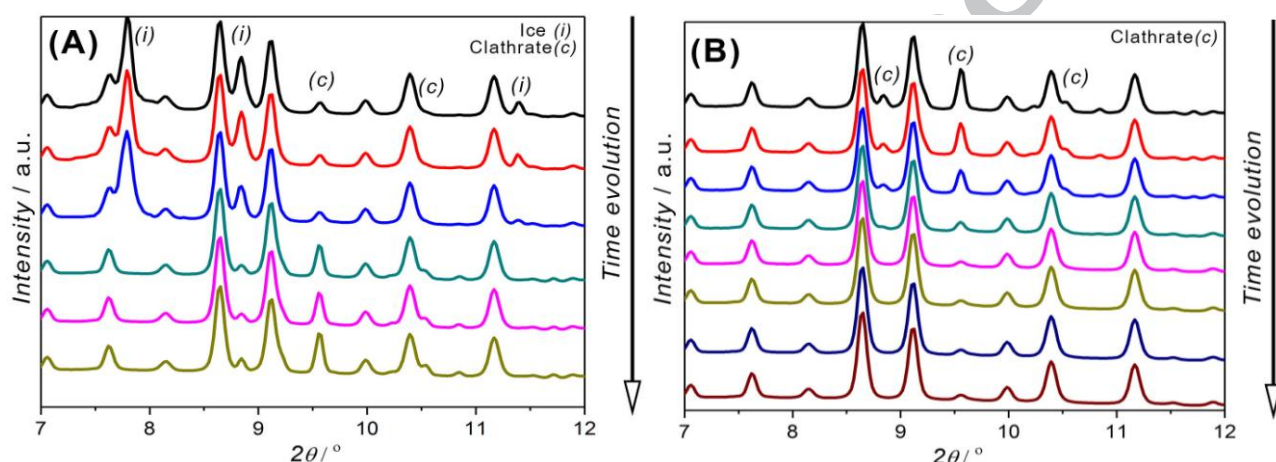 (A)
Ice (i)
Clathrate(c)
(i)
(i)
(c)
(c)
(i)
Intensity / a.u.
7
8
9
10
11
12
2θ/ °
Time evolution
(B)
Clathrate(c)
(c)
(c)
(c)
Intensity / a.u.
7
8
9
10
11
12
2θ/ °
Time evolution